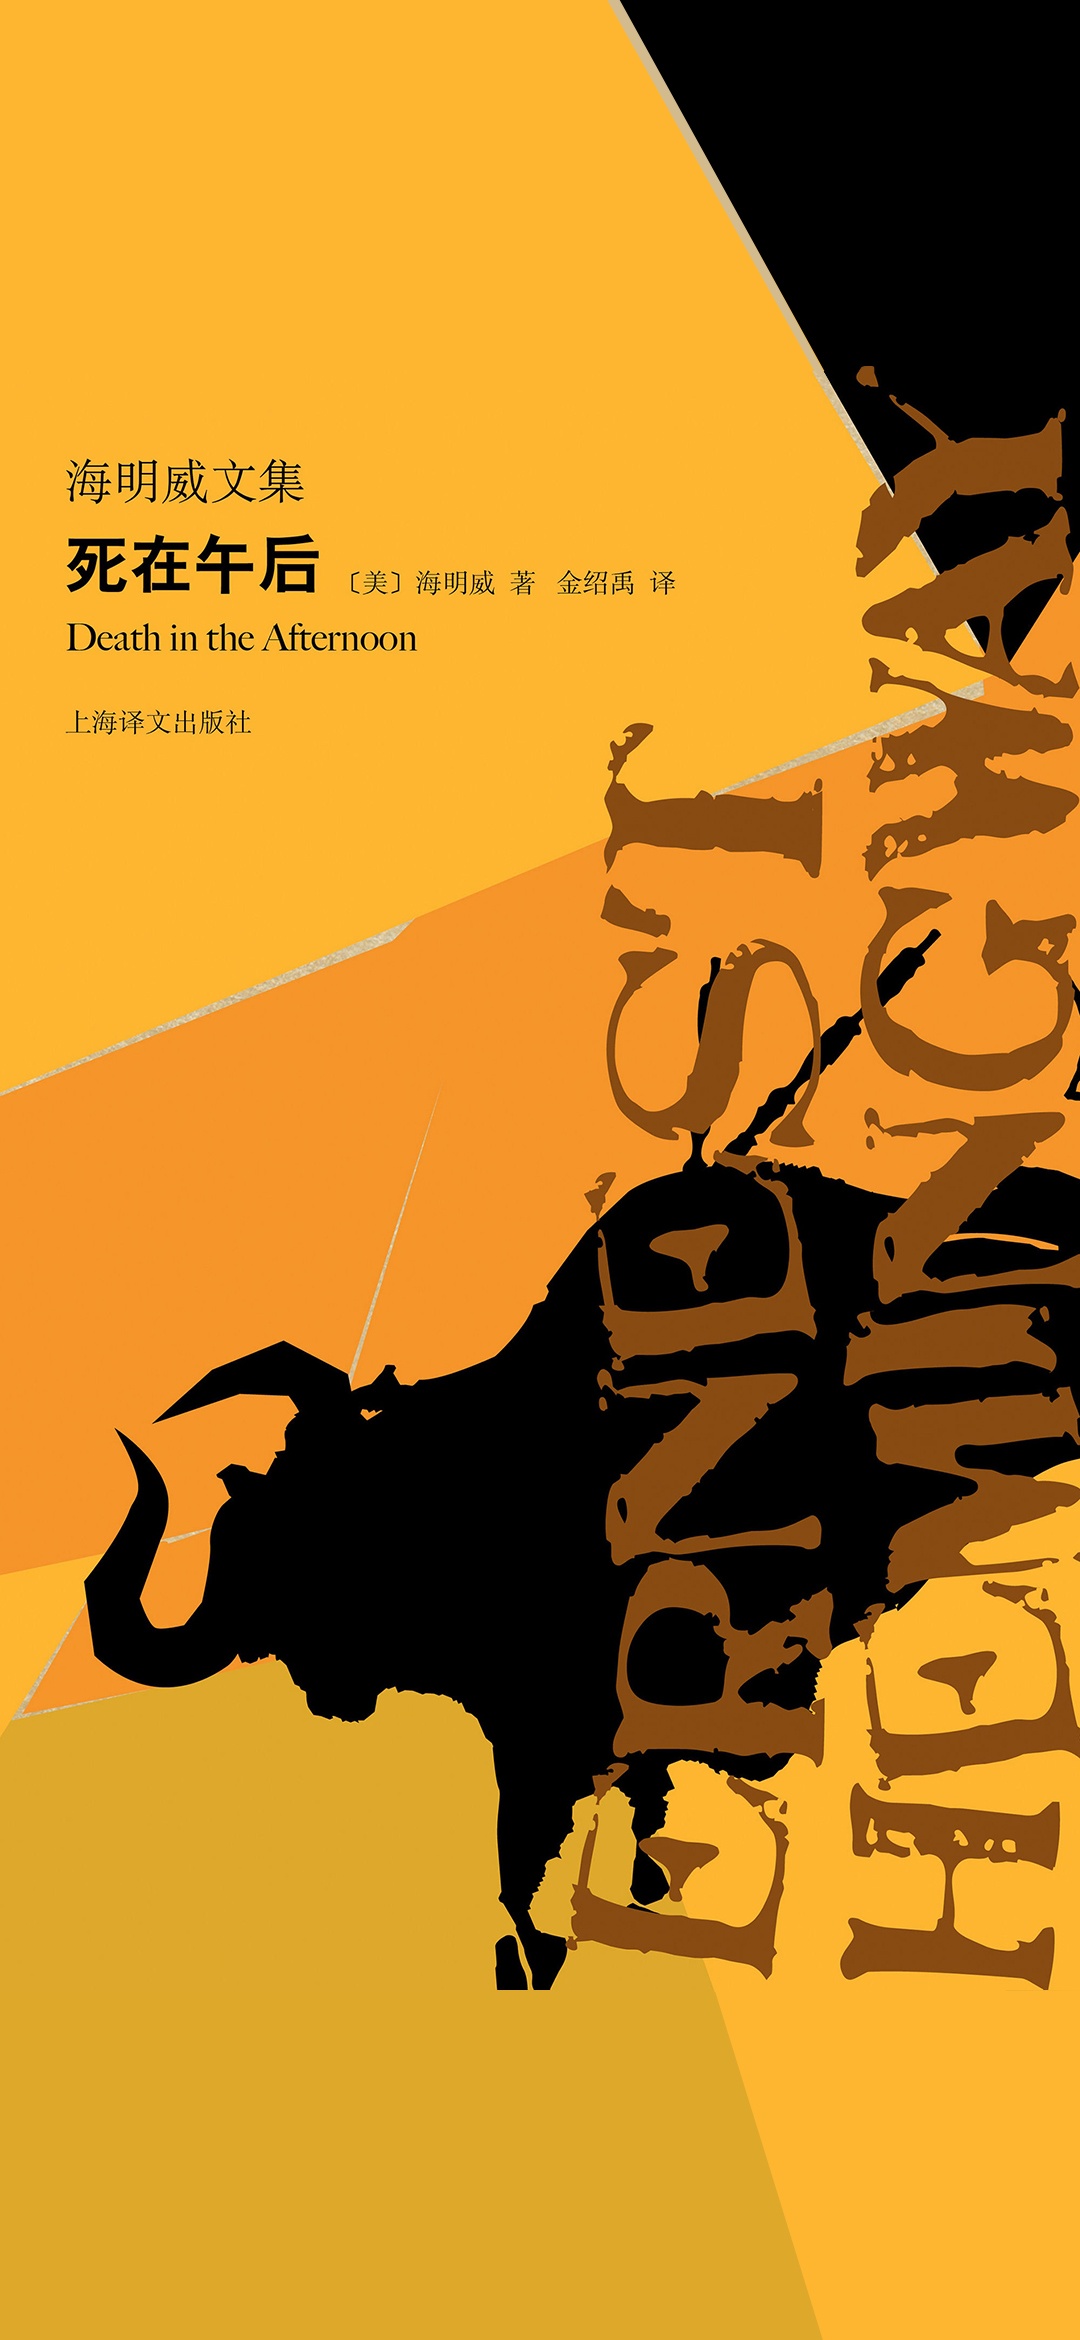 海明威文集
死在午后 〔美〕海明威 著 金绍禹 译
Death in the Afternoon
上海译文出版社
ERNEST
HEMINGWAY